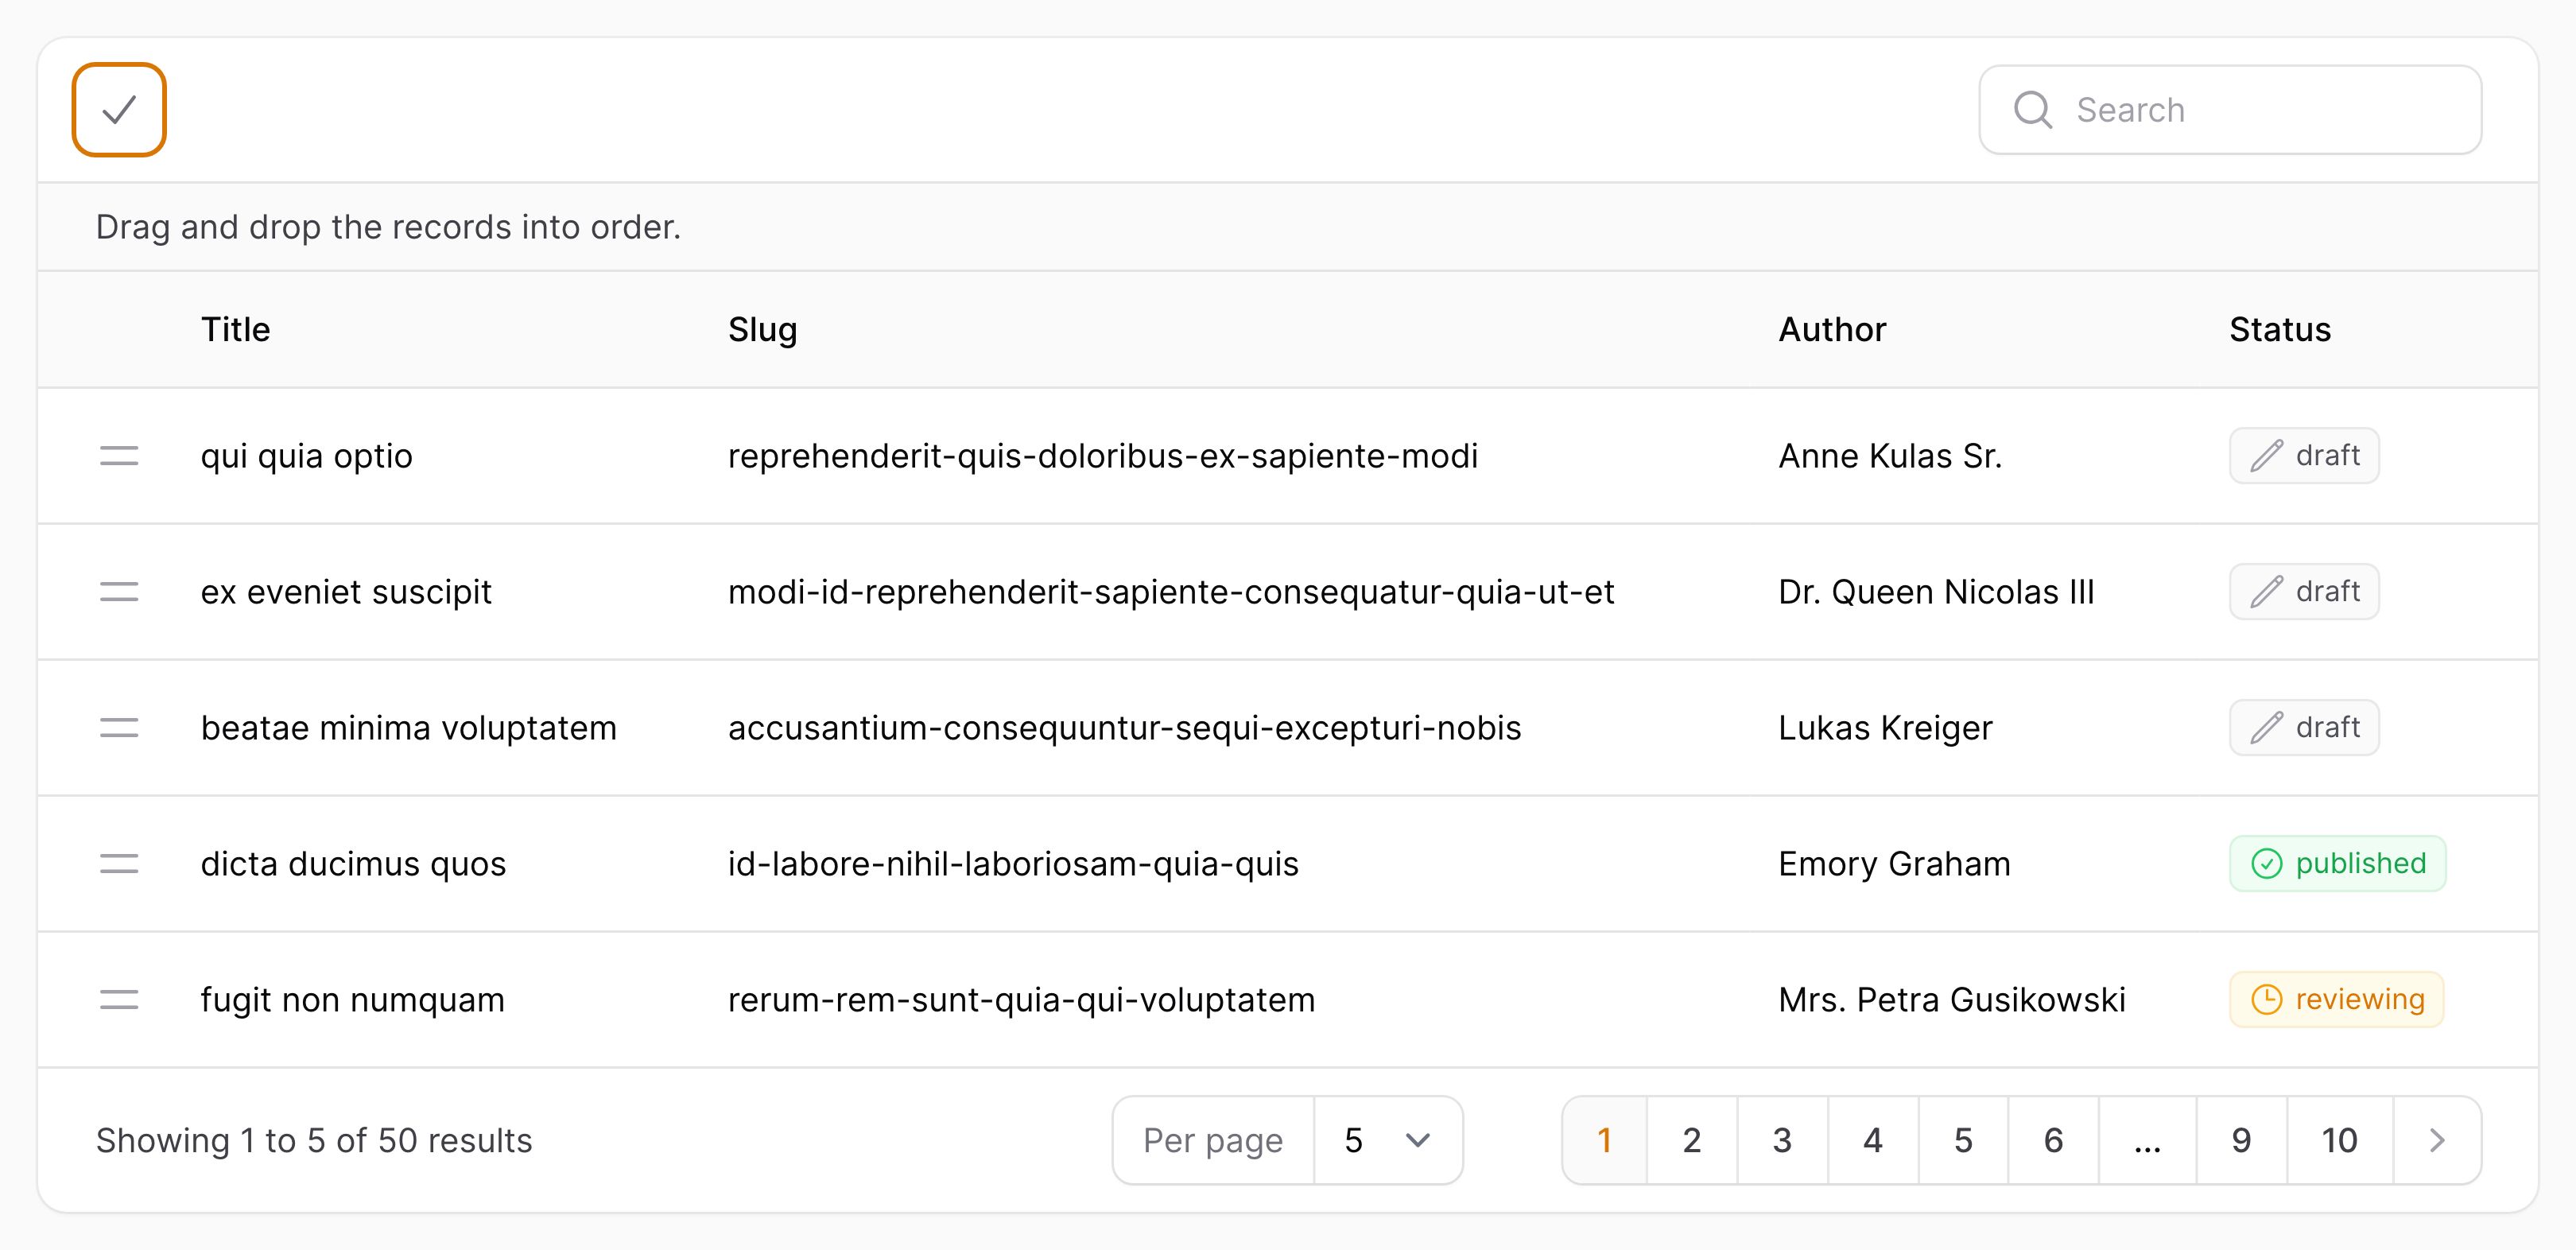 Search
Drag and drop the records into order.
Title Slug Author Status
qui quia optio reprehenderit-quis-doloribus-ex-sapiente-modi Anne Kulas Sr. draft
ex eveniet suscipit modi-id-reprehenderit-sapiente-consequatur-quia-ut-et Dr. Queen Nicolas III draft
beatae minima voluptatem accusantium-consequuntur-sequi-excepturi-nobis Lukas Kreiger draft
dicta ducimus quos id-labore-nihil-laboriosam-quia-quis Emory Graham published
fugit non numquam rerum-rem-sunt-quia-qui-voluptatem Mrs. Petra Gusikowski reviewing
Showing 1 to 5 of 50 results Per page 5 1 2 3 4 5 6 ... 9 10